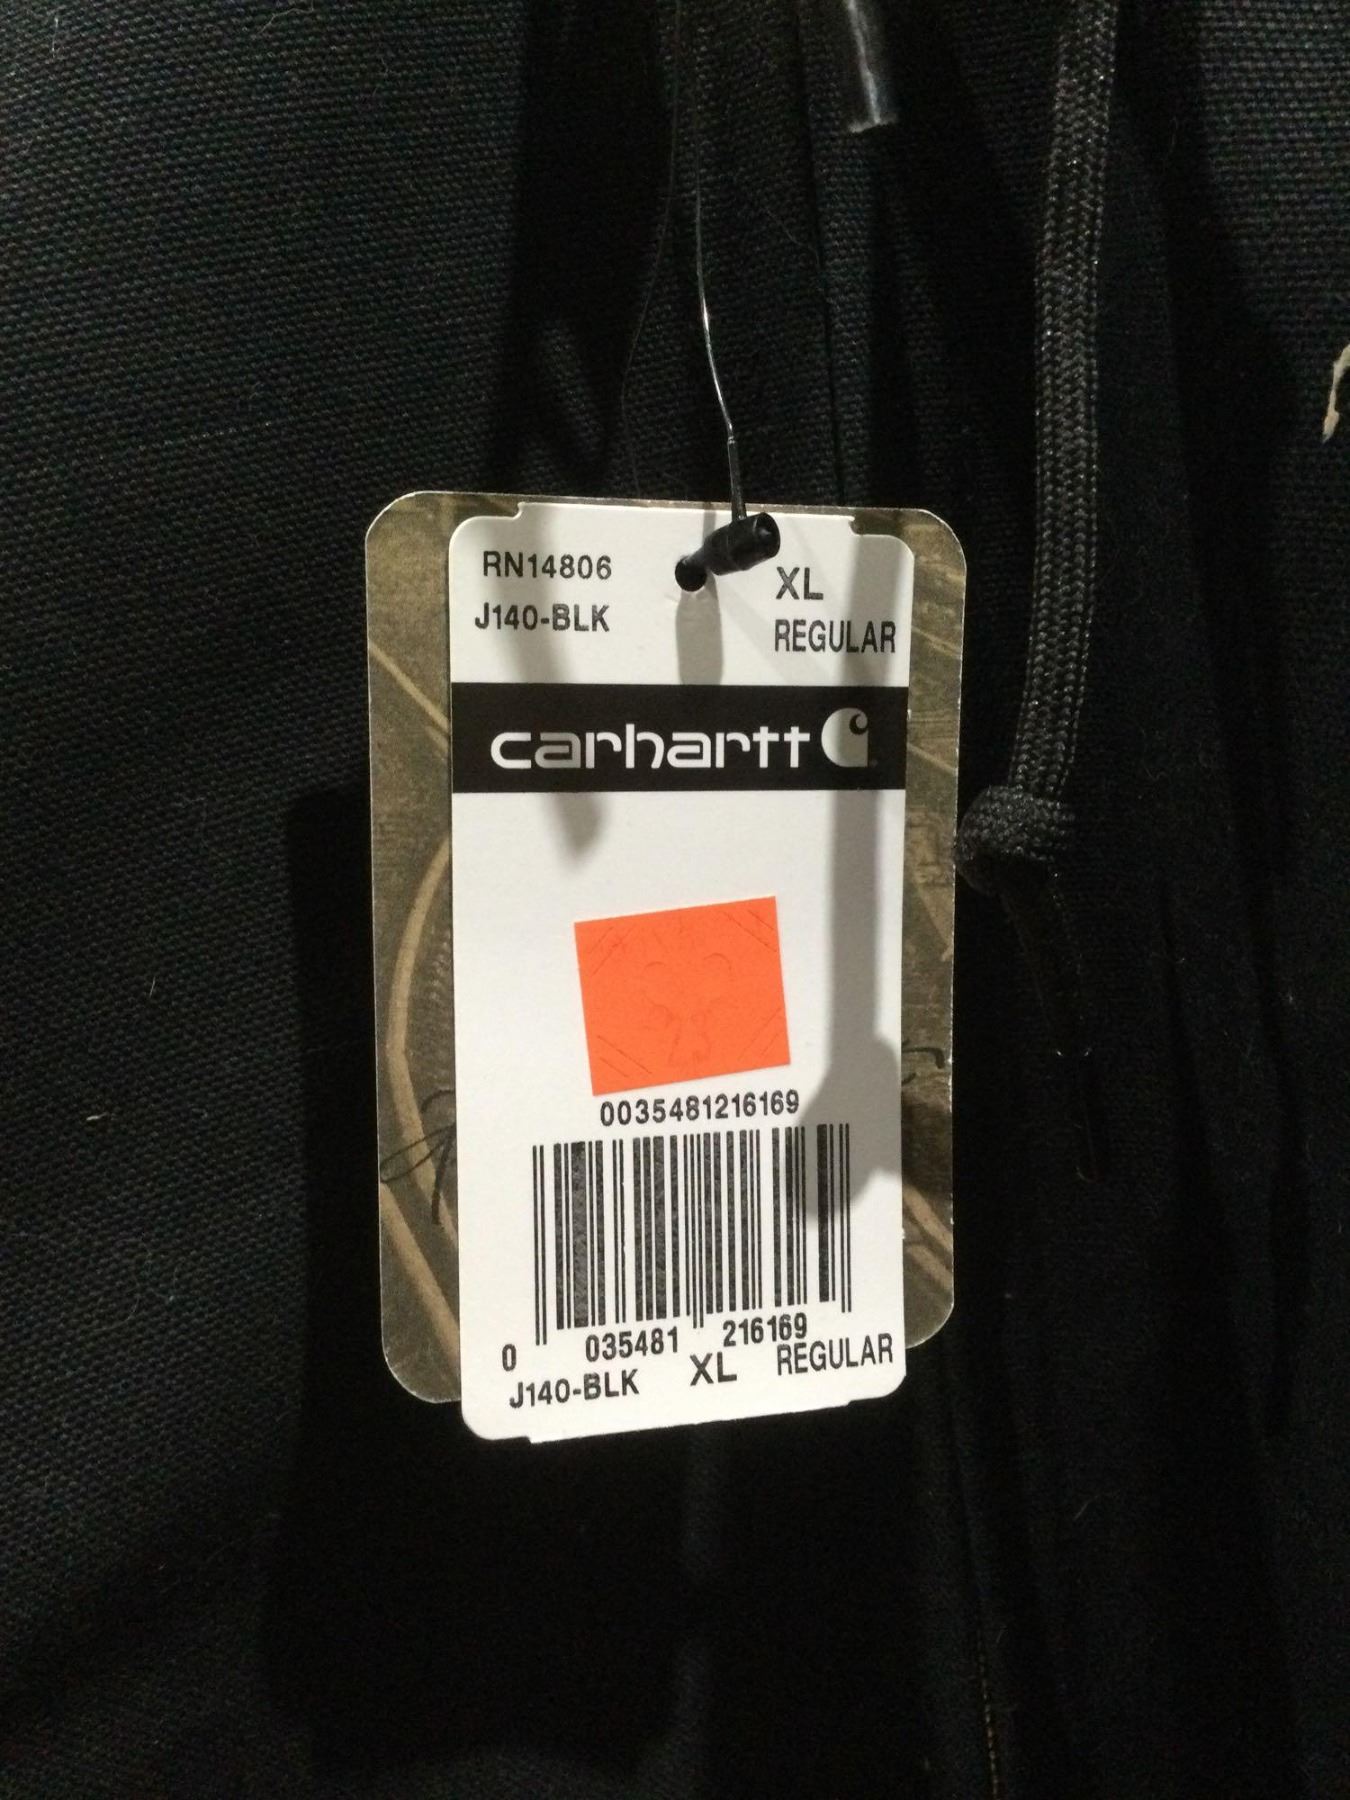 RN14806 XL
J140-BLK REGULAR
carhartt
0035481216169
0 035481 216169
J140-BLK XL REGULAR